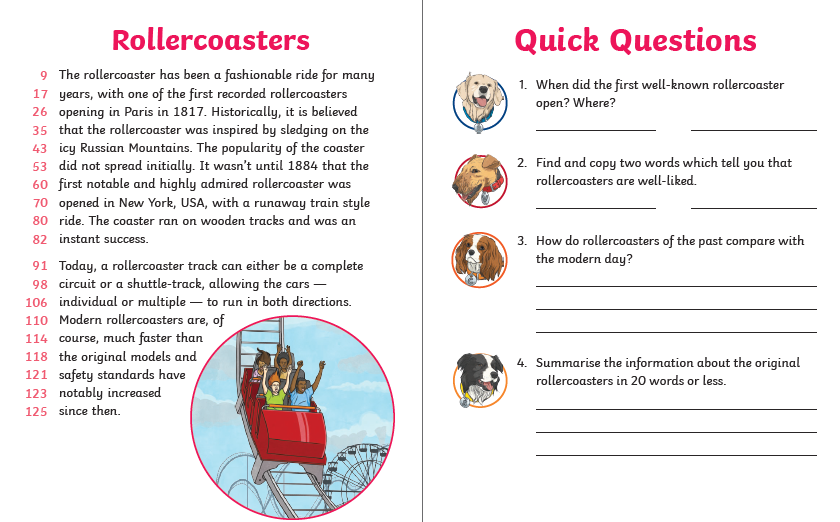 Rollercoasters
9 The rollercoaster has been a fashionable ride for many
17 years, with one of the first recorded rollercoasters
26 opening in Paris in 1817. Historically, it is believed
35 that the rollercoaster was inspired by sledging on the
43 icy Russian Mountains. The popularity of the coaster
53 did not spread initially. It wasn't until 1884 that the
60 first notable and highly admired rollercoaster was
70 opened in New York, USA, with a runaway train style
80 ride. The coaster ran on wooden tracks and was an
82 instant success.
91 Today, a rollercoaster track can either be a complete
98 circuit or a shuttle-track, allowing the cars —
106 individual or multiple — to run in both directions.
110 Modern rollercoasters are, of
114 course, much faster than
118 the original models and
121 safety standards have
123 notably increased
125 since then.
Quick Questions
1. When did the first well-known rollercoaster
open? Where?
2. Find and copy two words which tell you that
rollercoasters are well-liked.
3. How do rollercoasters of the past compare with
the modern day?
4. Summarise the information about the original
rollercoasters in 20 words or less.